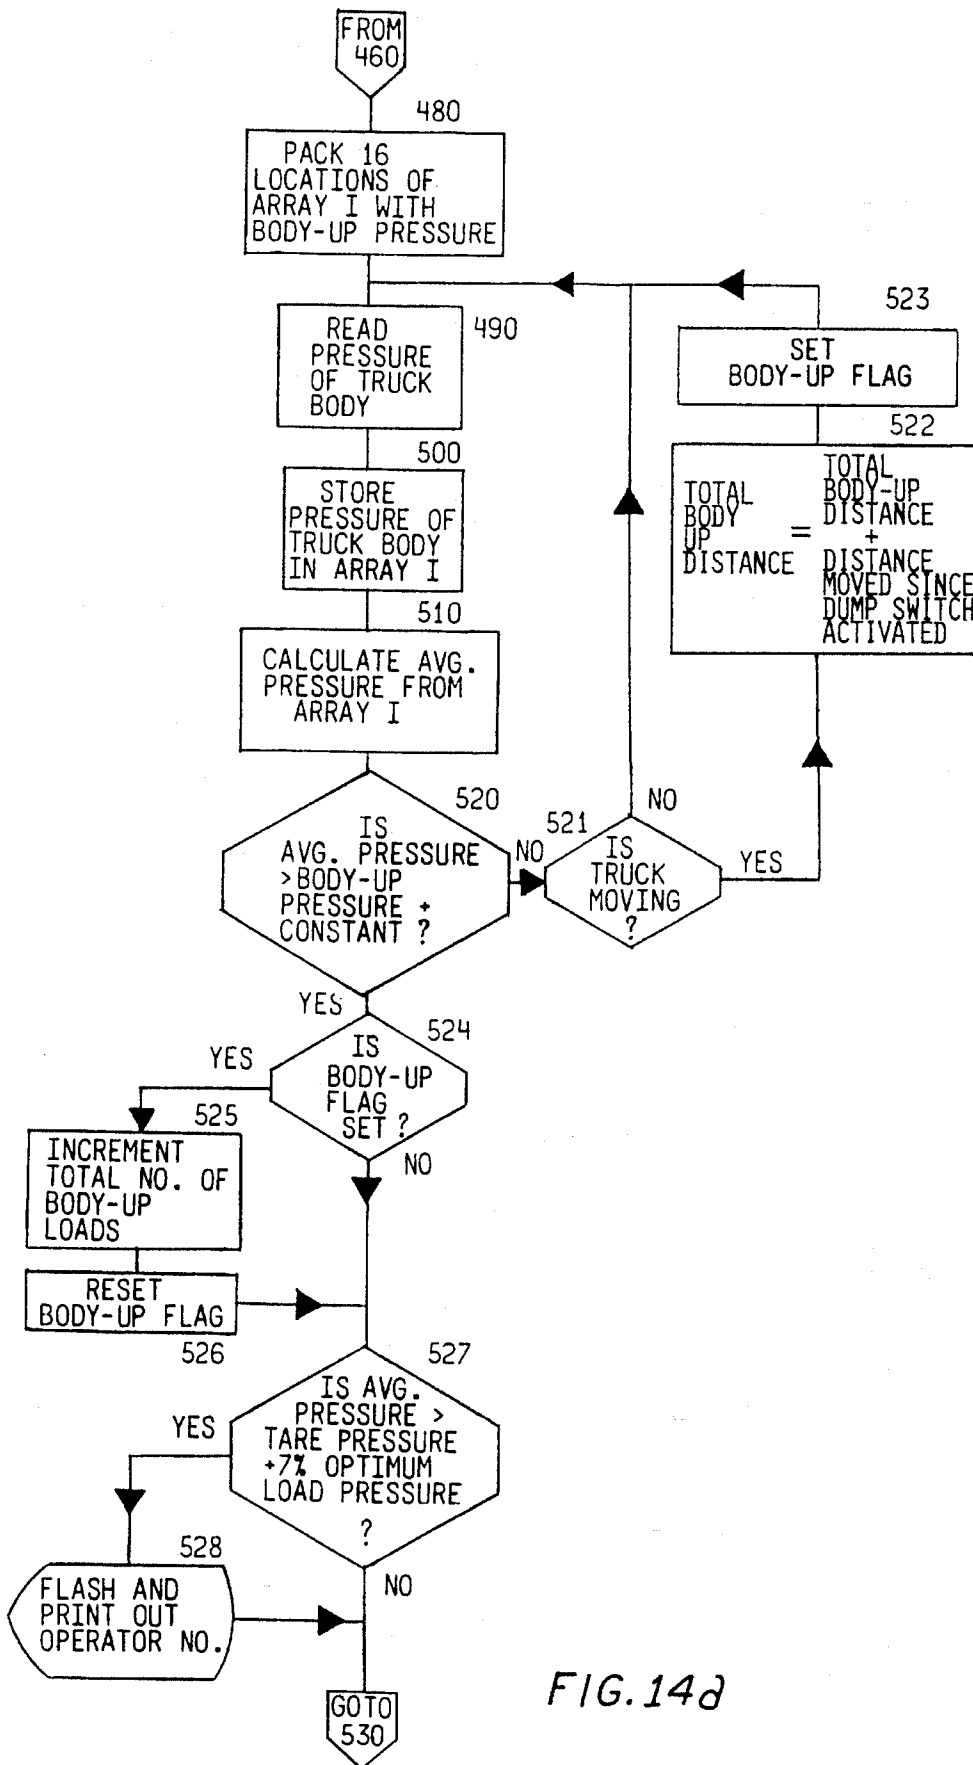 FROM
460
480
PACK 16
LOCATIONS OF
ARRAY I WITH
BODY-UP PRESSURE
490
READ
PRESSURE
OF TRUCK
BODY
500
STORE
PRESSURE OF
TRUCK BODY
IN ARRAY I
510
CALCULATE AVG.
PRESSURE FROM
ARRAY I
520
IS
AVG. PRESSURE
>BODY-UP
PRESSURE +
CONSTANT ?
NO
521
IS
TRUCK
MOVING
?
NO
YES
522
TOTAL
BODY
UP
DISTANCE
=
TOTAL
BODY-UP
DISTANCE
+
DISTANCE
MOVED SINCE
DUMP SWITCH
ACTIVATED
523
SET
BODY-UP FLAG
YES
524
IS
BODY-UP
FLAG
SET ?
YES
NO
525
INCREMENT
TOTAL NO. OF
BODY-UP
LOADS
RESET
BODY-UP FLAG
526
527
IS AVG.
PRESSURE >
TARE PRESSURE
+7% OPTIMUM
LOAD PRESSURE
?
YES
NO
528
FLASH AND
PRINT OUT
OPERATOR NO.
GOTO
530
FIG. 14d